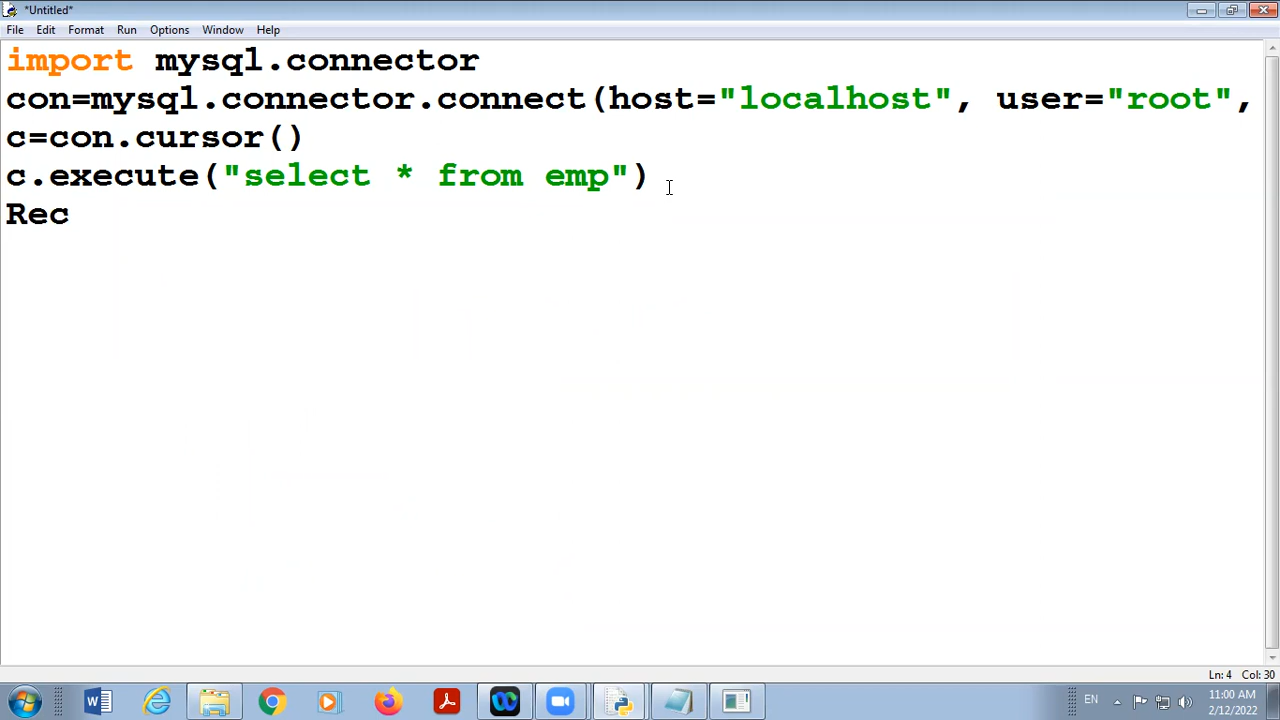 *Untitled*
File Edit Format Run Options Window Help
import mysql.connector
con=mysql.connector.connect(host="localhost", user="root",
c=con.cursor()
c.execute("select * from emp")
Rec
Ln: 4 Col: 30
EN
11:00 AM
2/12/2022